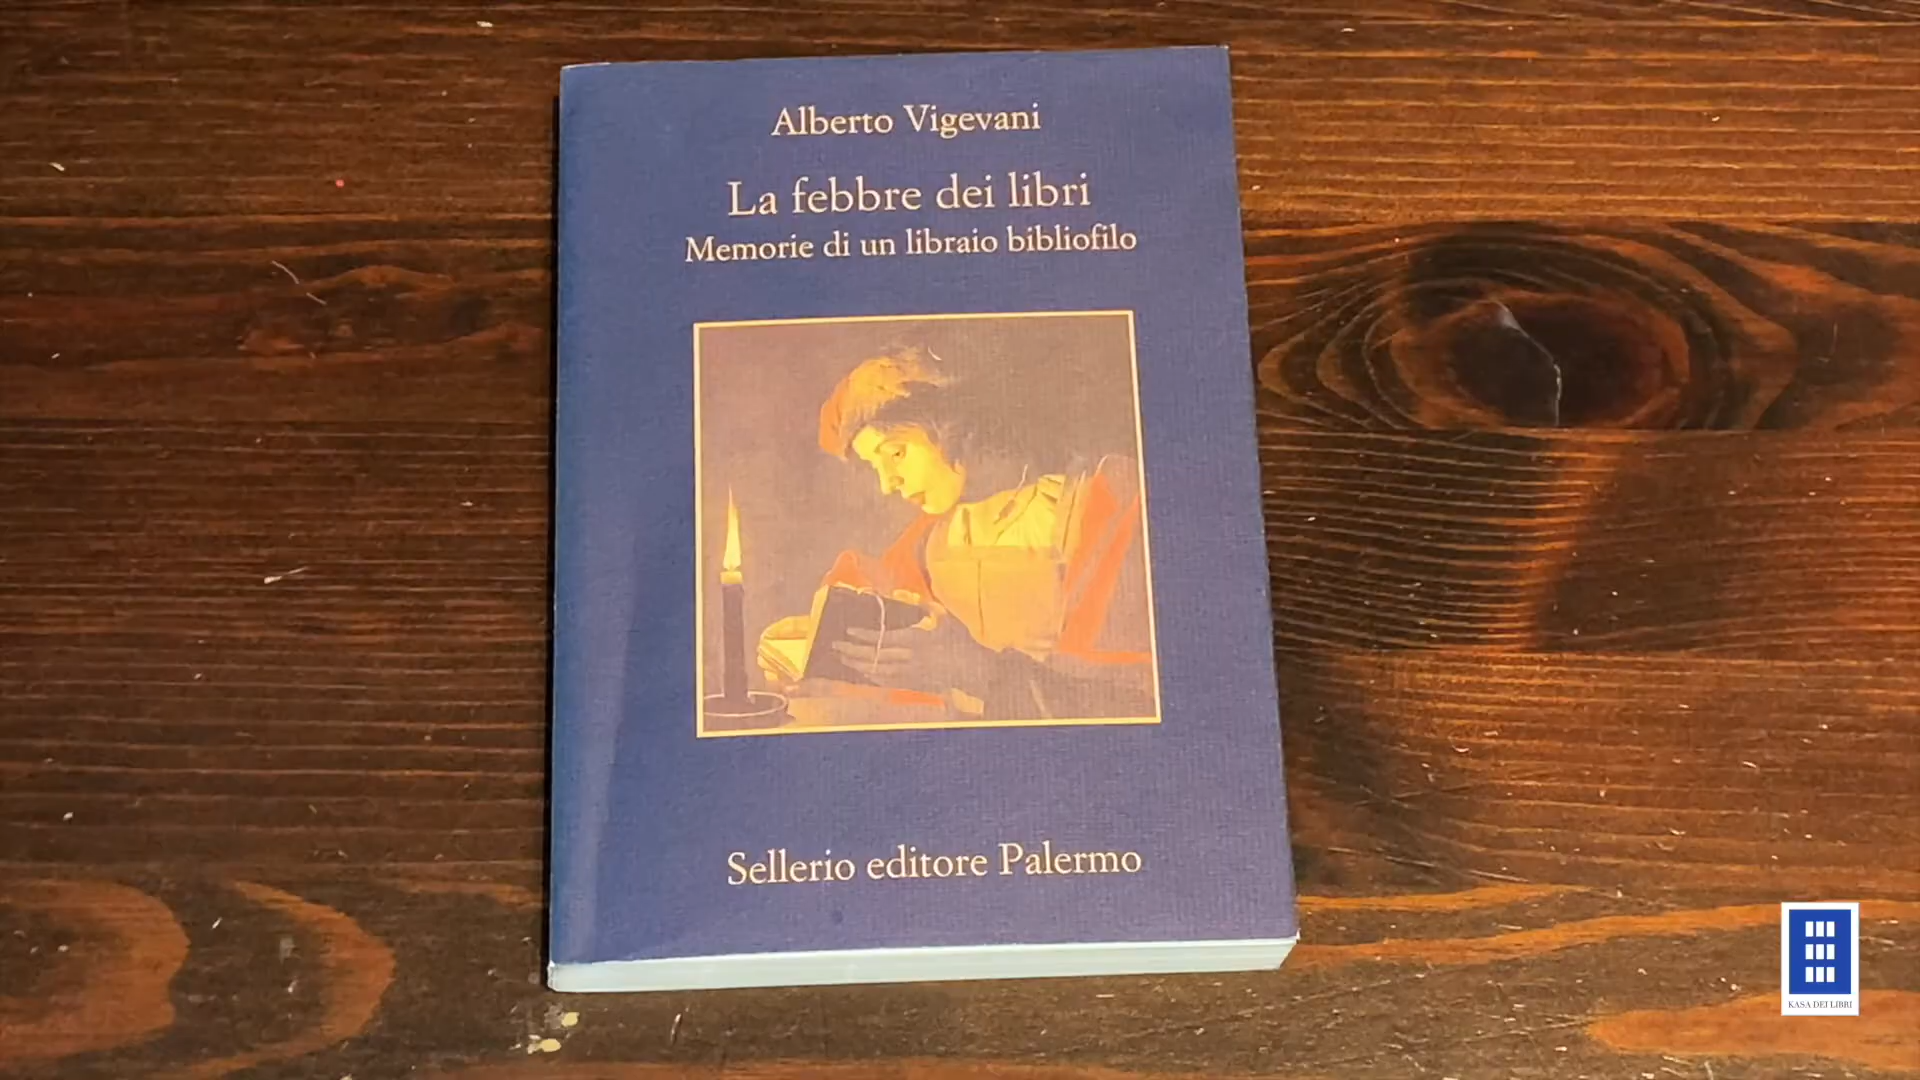 Alberto Vigevani
La febbre dei libri
Memorie di un libraio bibliofilo
Sellerio editore Palermo
KASA DEI LIBRI